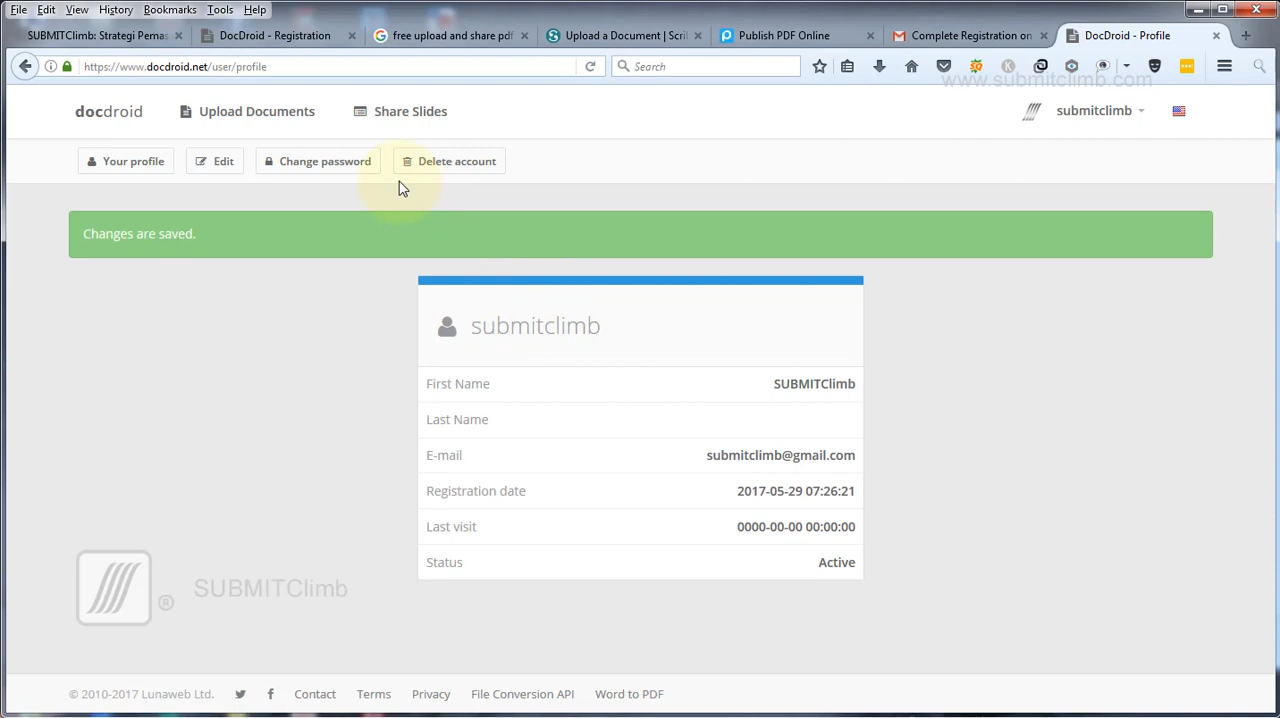 File Edit View History Bookmarks Tools Help
SUBMITClimb: Strategi Pemas
DocDroid - Registration
free upload and share pdf
Upload a Document | Scri
Publish PDF Online
Complete Registration on
DocDroid - Profile
https://www.docdroid.net/user/profile
Search
www.submitclimb.com
docdroid
Upload Documents
Share Slides
submitclimb
Your profile
Edit
Change password
Delete account
Changes are saved.
submitclimb
First Name SUBMITClimb
Last Name
E-mail submitclimb@gmail.com
Registration date 2017-05-29 07:26:21
Last visit 0000-00-00 00:00:00
Status Active
® SUBMITClimb
© 2010-2017 Lunaweb Ltd. Contact Terms Privacy File Conversion API Word to PDF